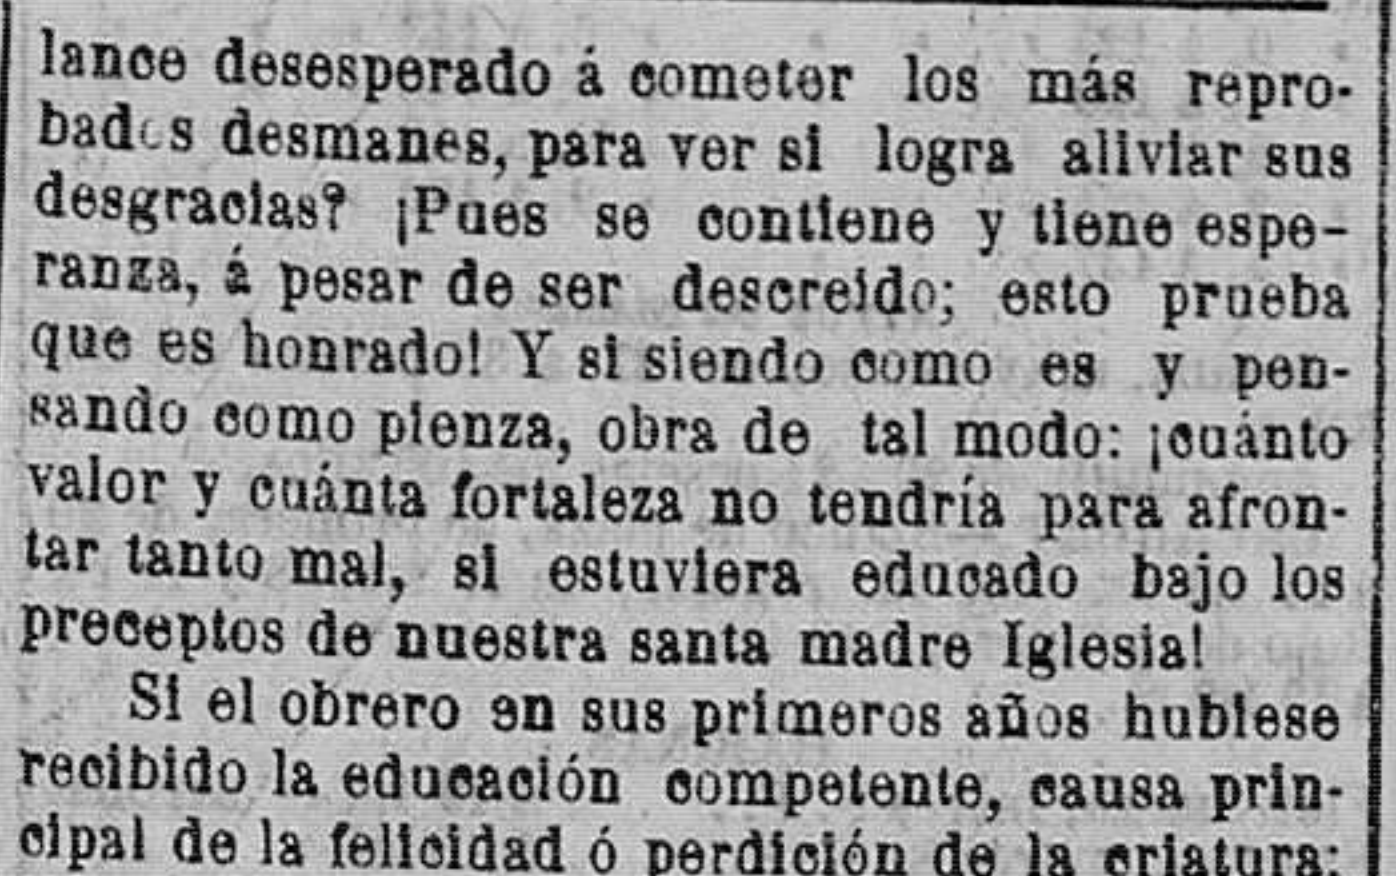 lance desesperado á cometer los más repro-
bados desmanes, para ver si logra aliviar sus
desgracias? ¡Pues se contiene y tiene espe-
ranza, á pesar de ser descreido; esto prueba
que es honrado! Y si siendo como es y pen-
sando como pienza, obra de tal modo: ¡cuánto
valor y cuánta fortaleza no tendría para afron-
tar tanto mal, si estuviera educado bajo los
preceptos de nuestra santa madre Iglesia!
Si el obrero en sus primeros años hubiese
recibido la educación competente, causa prin-
cipal de la felicidad ó perdición de la criatura;